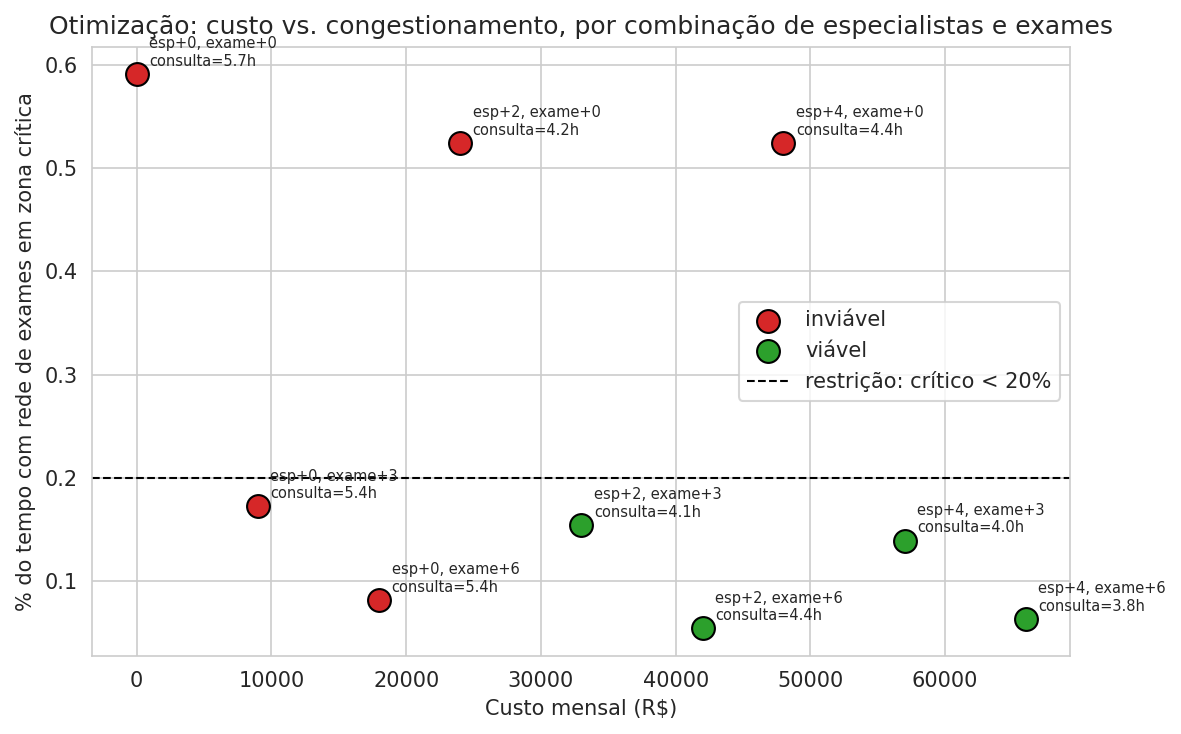 Otimização: custo vs. congestionamento, por combinação de especialistas e exames
esp+0, exame+0
consulta=5.7h
esp+2, exame+0
consulta=4.2h
esp+4, exame+0
consulta=4.4h
inviável
viável
restrição: crítico < 20%
esp+0, exame+3
consulta=5.4h
esp+2, exame+3
consulta=4.1h
esp+4, exame+3
consulta=4.0h
esp+0, exame+6
consulta=5.4h
esp+2, exame+6
consulta=4.4h
esp+4, exame+6
consulta=3.8h
% do tempo com rede de exames em zona crítica
0.6
0.5
0.4
0.3
0.2
0.1
0
10000
20000
30000
40000
50000
60000
Custo mensal (R$)